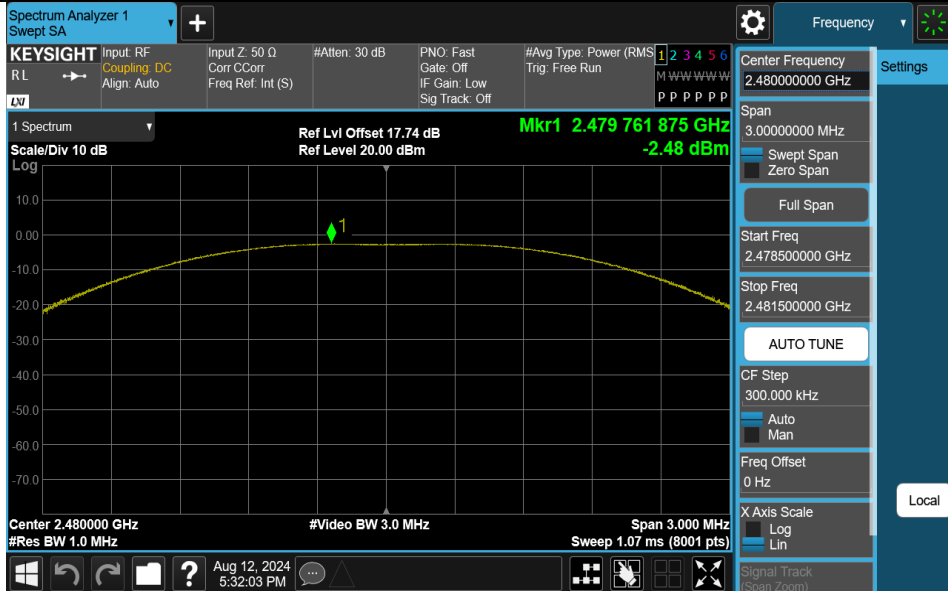 Spectrum Analyzer 1
Swept SA
Frequency
KEYSIGHT
R L
LXI
Input: RF
Coupling: DC
Align: Auto
Input Z: 50 Ω
Corr CCorr
Freq Ref: Int (S)
#Atten: 30 dB
PNO: Fast
Gate: Off
IF Gain: Low
Sig Track: Off
#Avg Type: Power (RMS
Trig: Free Run
1 2 3 4 5 6
M W W W W W
P P P P P P
1 Spectrum
Scale/Div 10 dB
Log
Ref Lvl Offset 17.74 dB
Ref Level 20.00 dBm
Mkr1 2.479 761 875 GHz
-2.48 dBm
10.0
0.00
-10.0
-20.0
-30.0
-40.0
-50.0
-60.0
-70.0
1
Center 2.480000 GHz
#Res BW 1.0 MHz
#Video BW 3.0 MHz
Span 3.000 MHz
Sweep 1.07 ms (8001 pts)
Center Frequency
2.480000000 GHz
Span
3.00000000 MHz
Swept Span
Zero Span
Full Span
Start Freq
2.478500000 GHz
Stop Freq
2.481500000 GHz
AUTO TUNE
CF Step
300.000 kHz
Auto
Man
Freq Offset
0 Hz
X Axis Scale
Log
Lin
Signal Track
(Span Zoom)
Settings
Local
?
Aug 12, 2024
5:32:03 PM